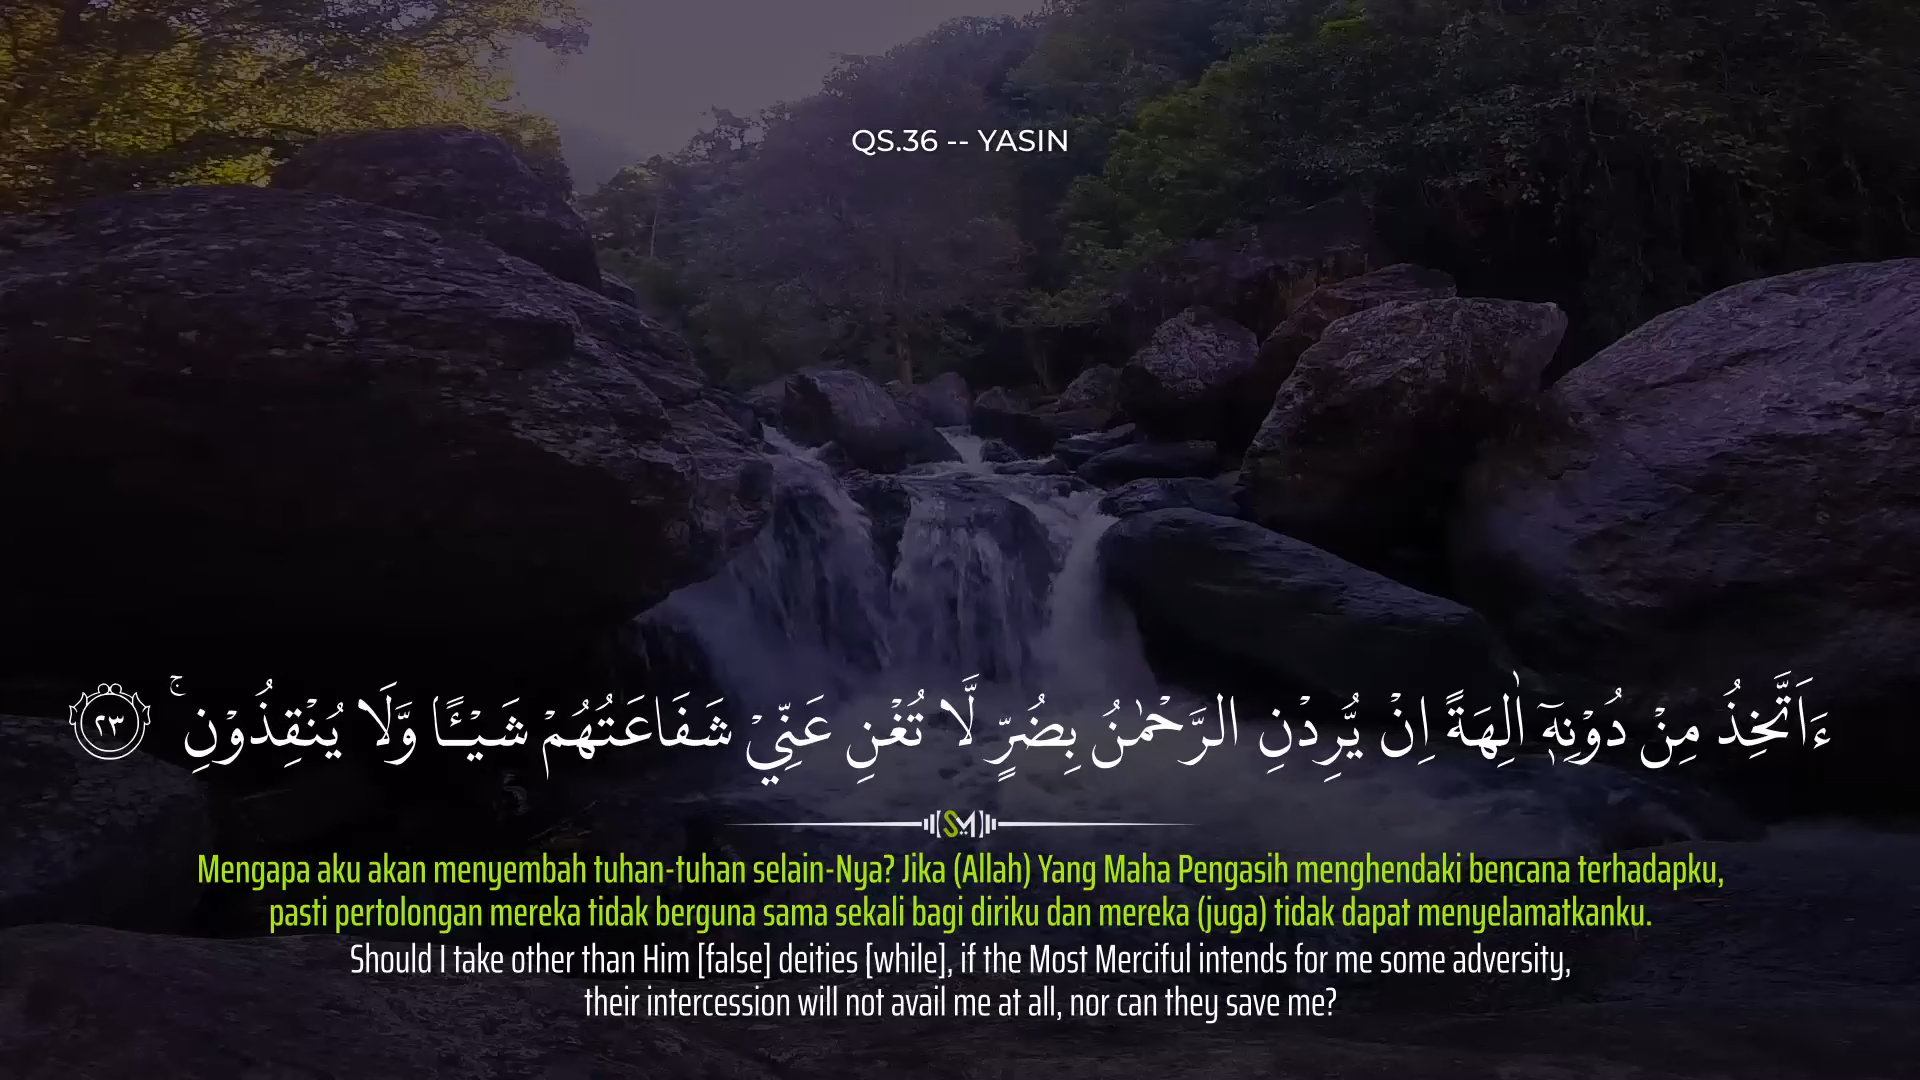 QS.36 -- YASIN
ءَاَتَّخِذُ مِنْ دُوْنِهٖٓ اٰلِهَةً اِنْ يُّرِدْنِ الرَّحْمٰنُ بِضُرٍّ لَّا تُغْنِ عَنِّيْ شَفَاعَتُهُمْ شَيْـًٔا وَّلَا يُنْقِذُوْنِۚ ٢٣
SM
Mengapa aku akan menyembah tuhan-tuhan selain-Nya? Jika (Allah) Yang Maha Pengasih menghendaki bencana terhadapku,
pasti pertolongan mereka tidak berguna sama sekali bagi diriku dan mereka (juga) tidak dapat menyelamatkanku.
Should I take other than Him [false] deities [while], if the Most Merciful intends for me some adversity,
their intercession will not avail me at all, nor can they save me?